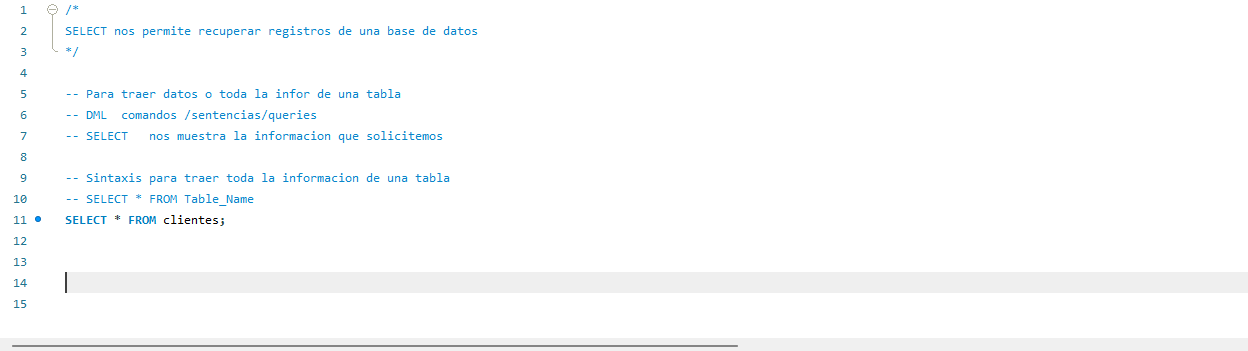 1 /*
2 SELECT nos permite recuperar registros de una base de datos
3 */
4
5 -- Para traer datos o toda la infor de una tabla
6 -- DML  comandos /sentencias/queries
7 -- SELECT   nos muestra la informacion que solicitemos
8
9 -- Sintaxis para traer toda la informacion de una tabla
10 -- SELECT * FROM Table_Name
11 SELECT * FROM clientes;
12
13
14
15